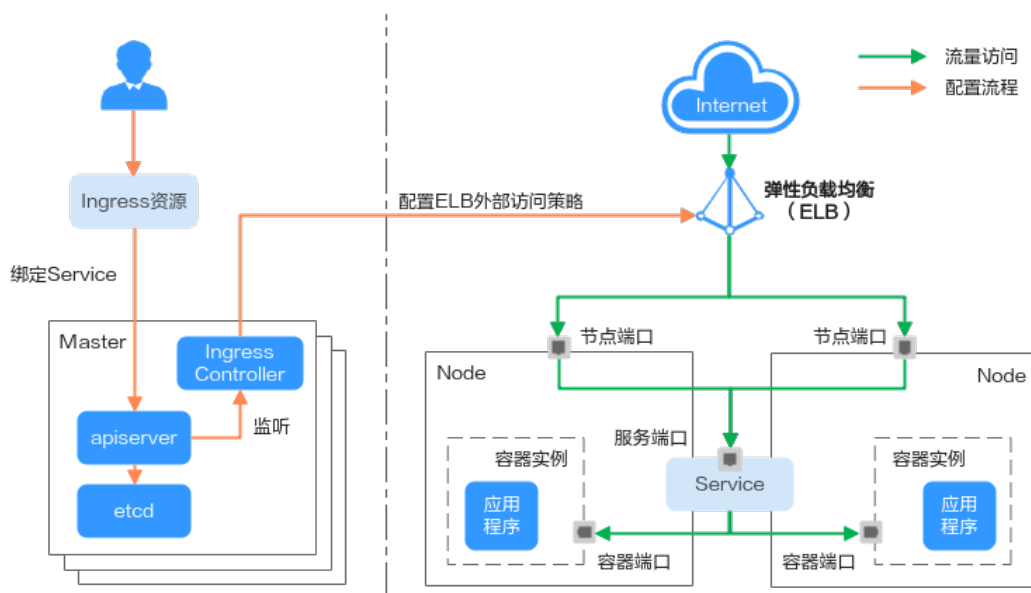 Internet
流量访问
配置流程
Ingress资源
配置ELB外部访问策略
弹性负载均衡
（ELB）
绑定Service
Master
Ingress
Controller
apiserver
监听
etcd
节点端口
节点端口
Node
Node
服务端口
容器实例
Service
容器实例
应用
程序
应用
程序
容器端口
容器端口